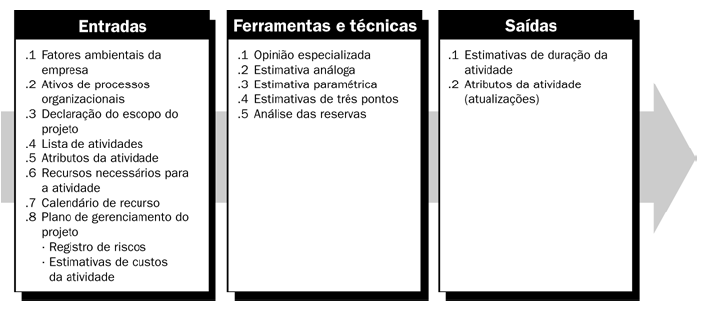 Entradas
.1 Fatores ambientais da
empresa
.2 Ativos de processos
organizacionais
.3 Declaração do escopo do
projeto
.4 Lista de atividades
.5 Atributos da atividade
.6 Recursos necessários para
a atividade
.7 Calendário de recurso
.8 Plano de gerenciamento do
projeto
· Registro de riscos
· Estimativas de custos
da atividade
Ferramentas e técnicas
.1 Opinião especializada
.2 Estimativa análoga
.3 Estimativa paramétrica
.4 Estimativas de três pontos
.5 Análise das reservas
Saídas
.1 Estimativas de duração da
atividade
.2 Atributos da atividade
(atualizações)